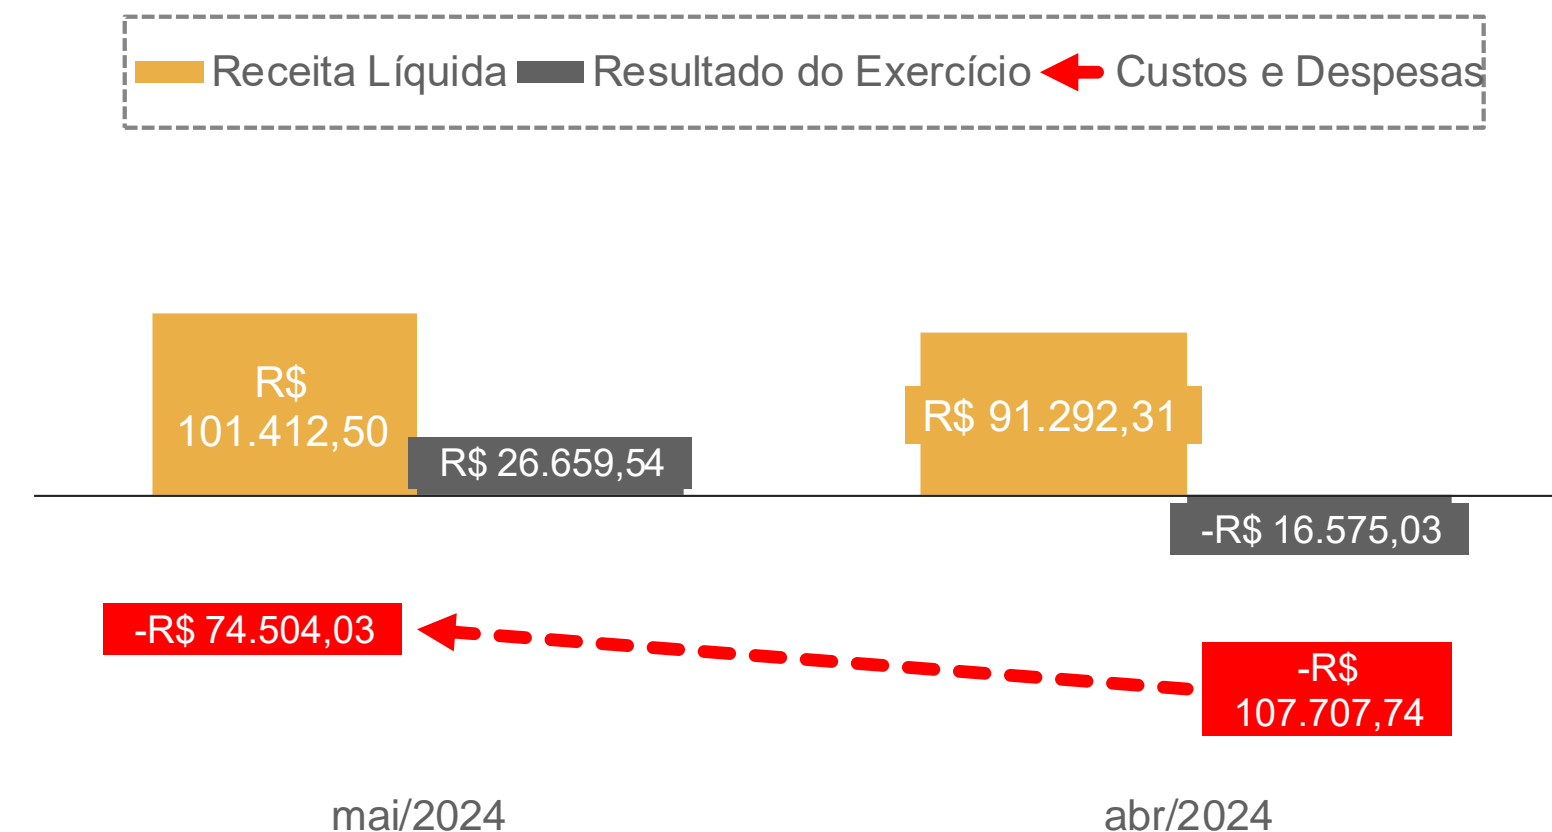 Receita Líquida Resultado do Exercício Custos e Despesas
R$
101.412,50
R$ 26.659,54
R$ 91.292,31
-R$ 16.575,03
-R$ 74.504,03
-R$
107.707,74
mai/2024
abr/2024